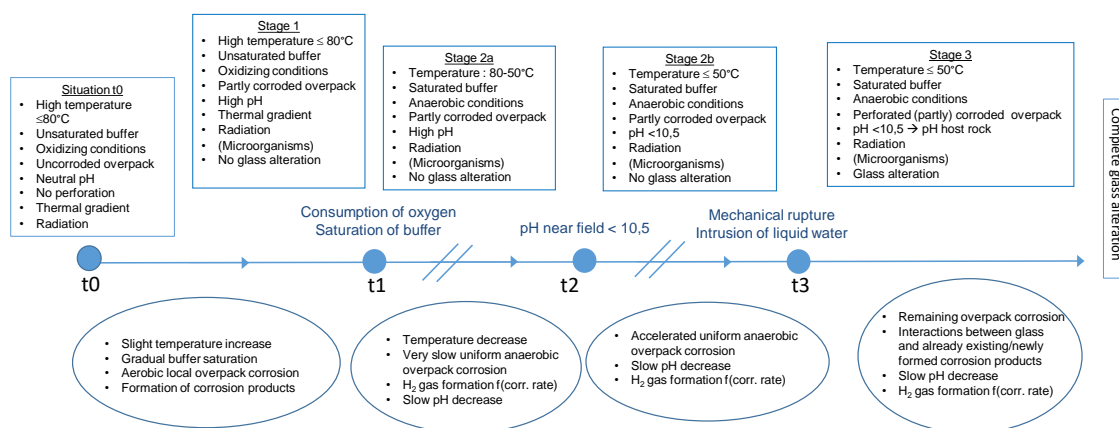 Situation t0
• High temperature
≤80°C
• Unsaturated buffer
• Oxidizing conditions
• Uncorroded overpack
• Neutral pH
• No perforation
• Thermal gradient
• Radiation
Stage 1
• High temperature ≤ 80°C
• Unsaturated buffer
• Oxidizing conditions
• Partly corroded overpack
• High pH
• Thermal gradient
• Radiation
• (Microorganisms)
• No glass alteration
Stage 2a
• Temperature : 80-50°C
• Saturated buffer
• Anaerobic conditions
• Partly corroded overpack
• High pH
• Radiation
• (Microorganisms)
• No glass alteration
Stage 2b
• Temperature ≤ 50°C
• Saturated buffer
• Anaerobic conditions
• Partly corroded overpack
• pH <10,5
• Radiation
• (Microorganisms)
• No glass alteration
Stage 3
• Temperature ≤ 50°C
• Saturated buffer
• Anaerobic conditions
• Perforated (partly) corroded overpack
• pH <10,5 → pH host rock
• Radiation
• (Microorganisms)
• Glass alteration
Complete glass alteration
Consumption of oxygen
Saturation of buffer
pH near field < 10,5
Mechanical rupture
Intrusion of liquid water
t0
t1
t2
t3
• Slight temperature increase
• Gradual buffer saturation
• Aerobic local overpack corrosion
• Formation of corrosion products
• Temperature decrease
• Very slow uniform anaerobic
overpack corrosion
• H₂ gas formation f(corr. rate)
• Slow pH decrease
• Accelerated uniform anaerobic
overpack corrosion
• Slow pH decrease
• H₂ gas formation f(corr. rate)
• Remaining overpack corrosion
• Interactions between glass
and already existing/newly
formed corrosion products
• Slow pH decrease
• H₂ gas formation f(corr. rate)